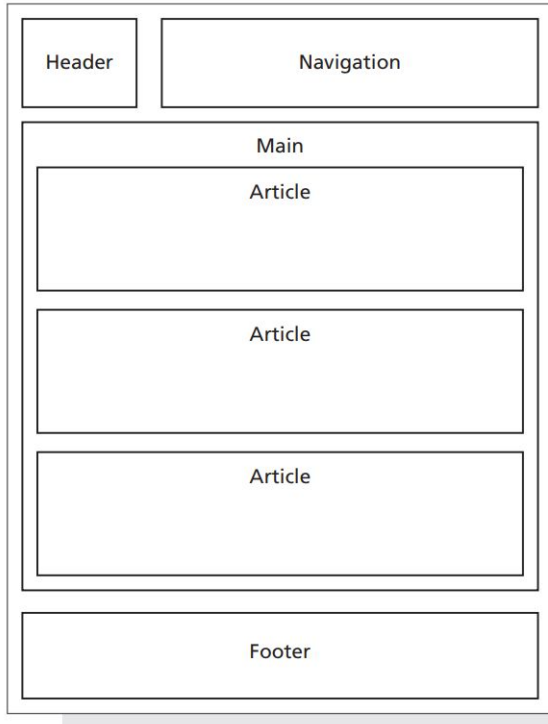 Header
Navigation
Main
Article
Article
Article
Footer